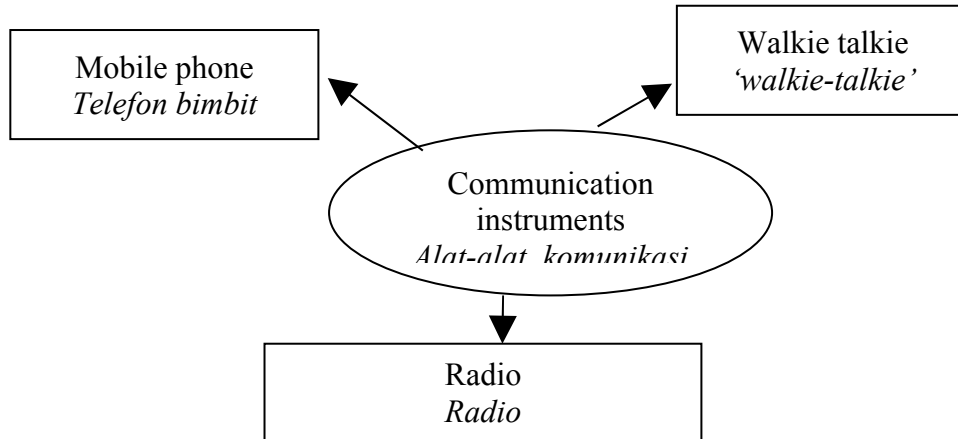 Mobile phone
Telefon bimbit
Walkie talkie
‘walkie-talkie’
Communication
instruments
Alat-alat komunikasi
Radio
Radio